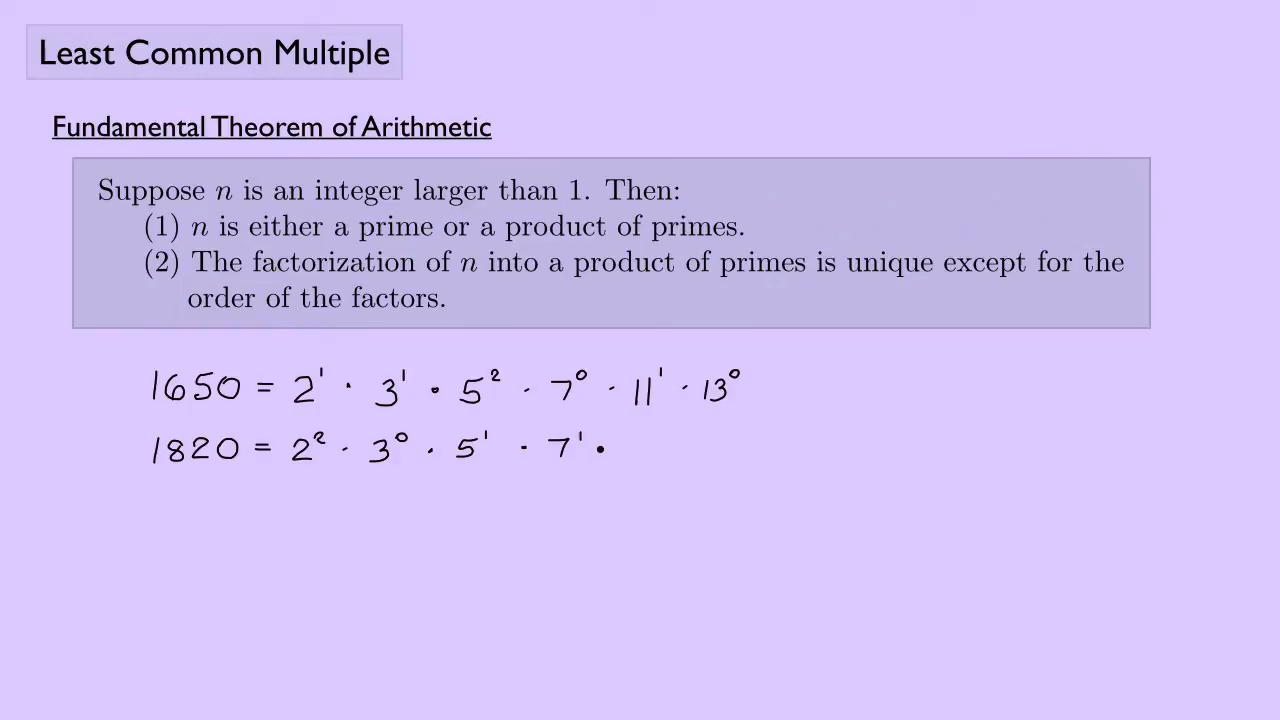 Least Common Multiple
Fundamental Theorem of Arithmetic
Suppose n is an integer larger than 1. Then:
(1) n is either a prime or a product of primes.
(2) The factorization of n into a product of primes is unique except for the
order of the factors.
1650 = 2¹ · 3¹ · 5² · 7⁰ · 11¹ · 13⁰
1820 = 2² · 3⁰ · 5¹ · 7¹ ·